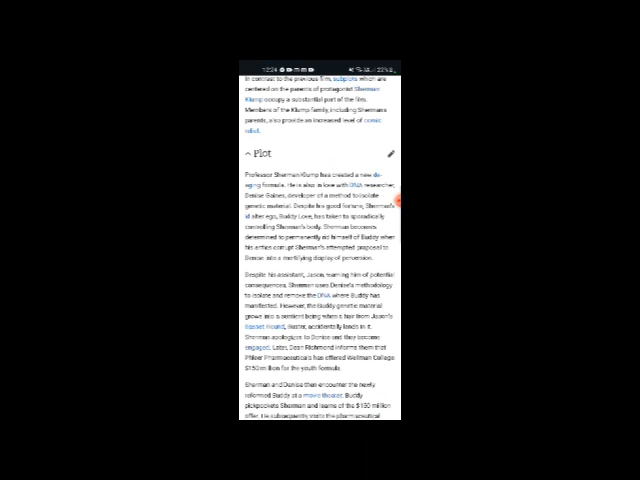 12:24
In contrast to the previous film, subplots which are
centered on the parents of protagonist Sherman
Klump occupy a substantial part of the film.
Members of the Klump family, including Sherman's
parents, also provide an increased level of comic
relief.
Plot
Professor Sherman Klump has created a new de-
aging formula. He is also in love with DNA researcher,
Denise Gaines, developer of a method to isolate
genetic material. Despite his good fortune, Sherman's
id alter ego, Buddy Love, has taken to sporadically
controlling Sherman's body. Sherman becomes
determined to permanently rid himself of Buddy when
his antics corrupt Sherman's attempted proposal to
Denise, into a mortifying display of perversion.
Despite his assistant, Jason, warning him of potential
consequences, Sherman uses Denise's methodology
to isolate and remove the DNA where Buddy has
manifested. However, the Buddy genetic material
grows into a sentient being when a hair from Jason's
Basset Hound, Buster, accidentally lands in it.
Sherman apologizes to Denise and they become
engaged. Later, Dean Richmond informs them that
Phleer Pharmaceuticals has offered Wellman College
$150 million for the youth formula.
Sherman and Denise then encounter the newly
reformed Buddy at a movie theater. Buddy
pickpockets Sherman and learns of the $150 million
offer. He subsequently visits the pharmaceutical